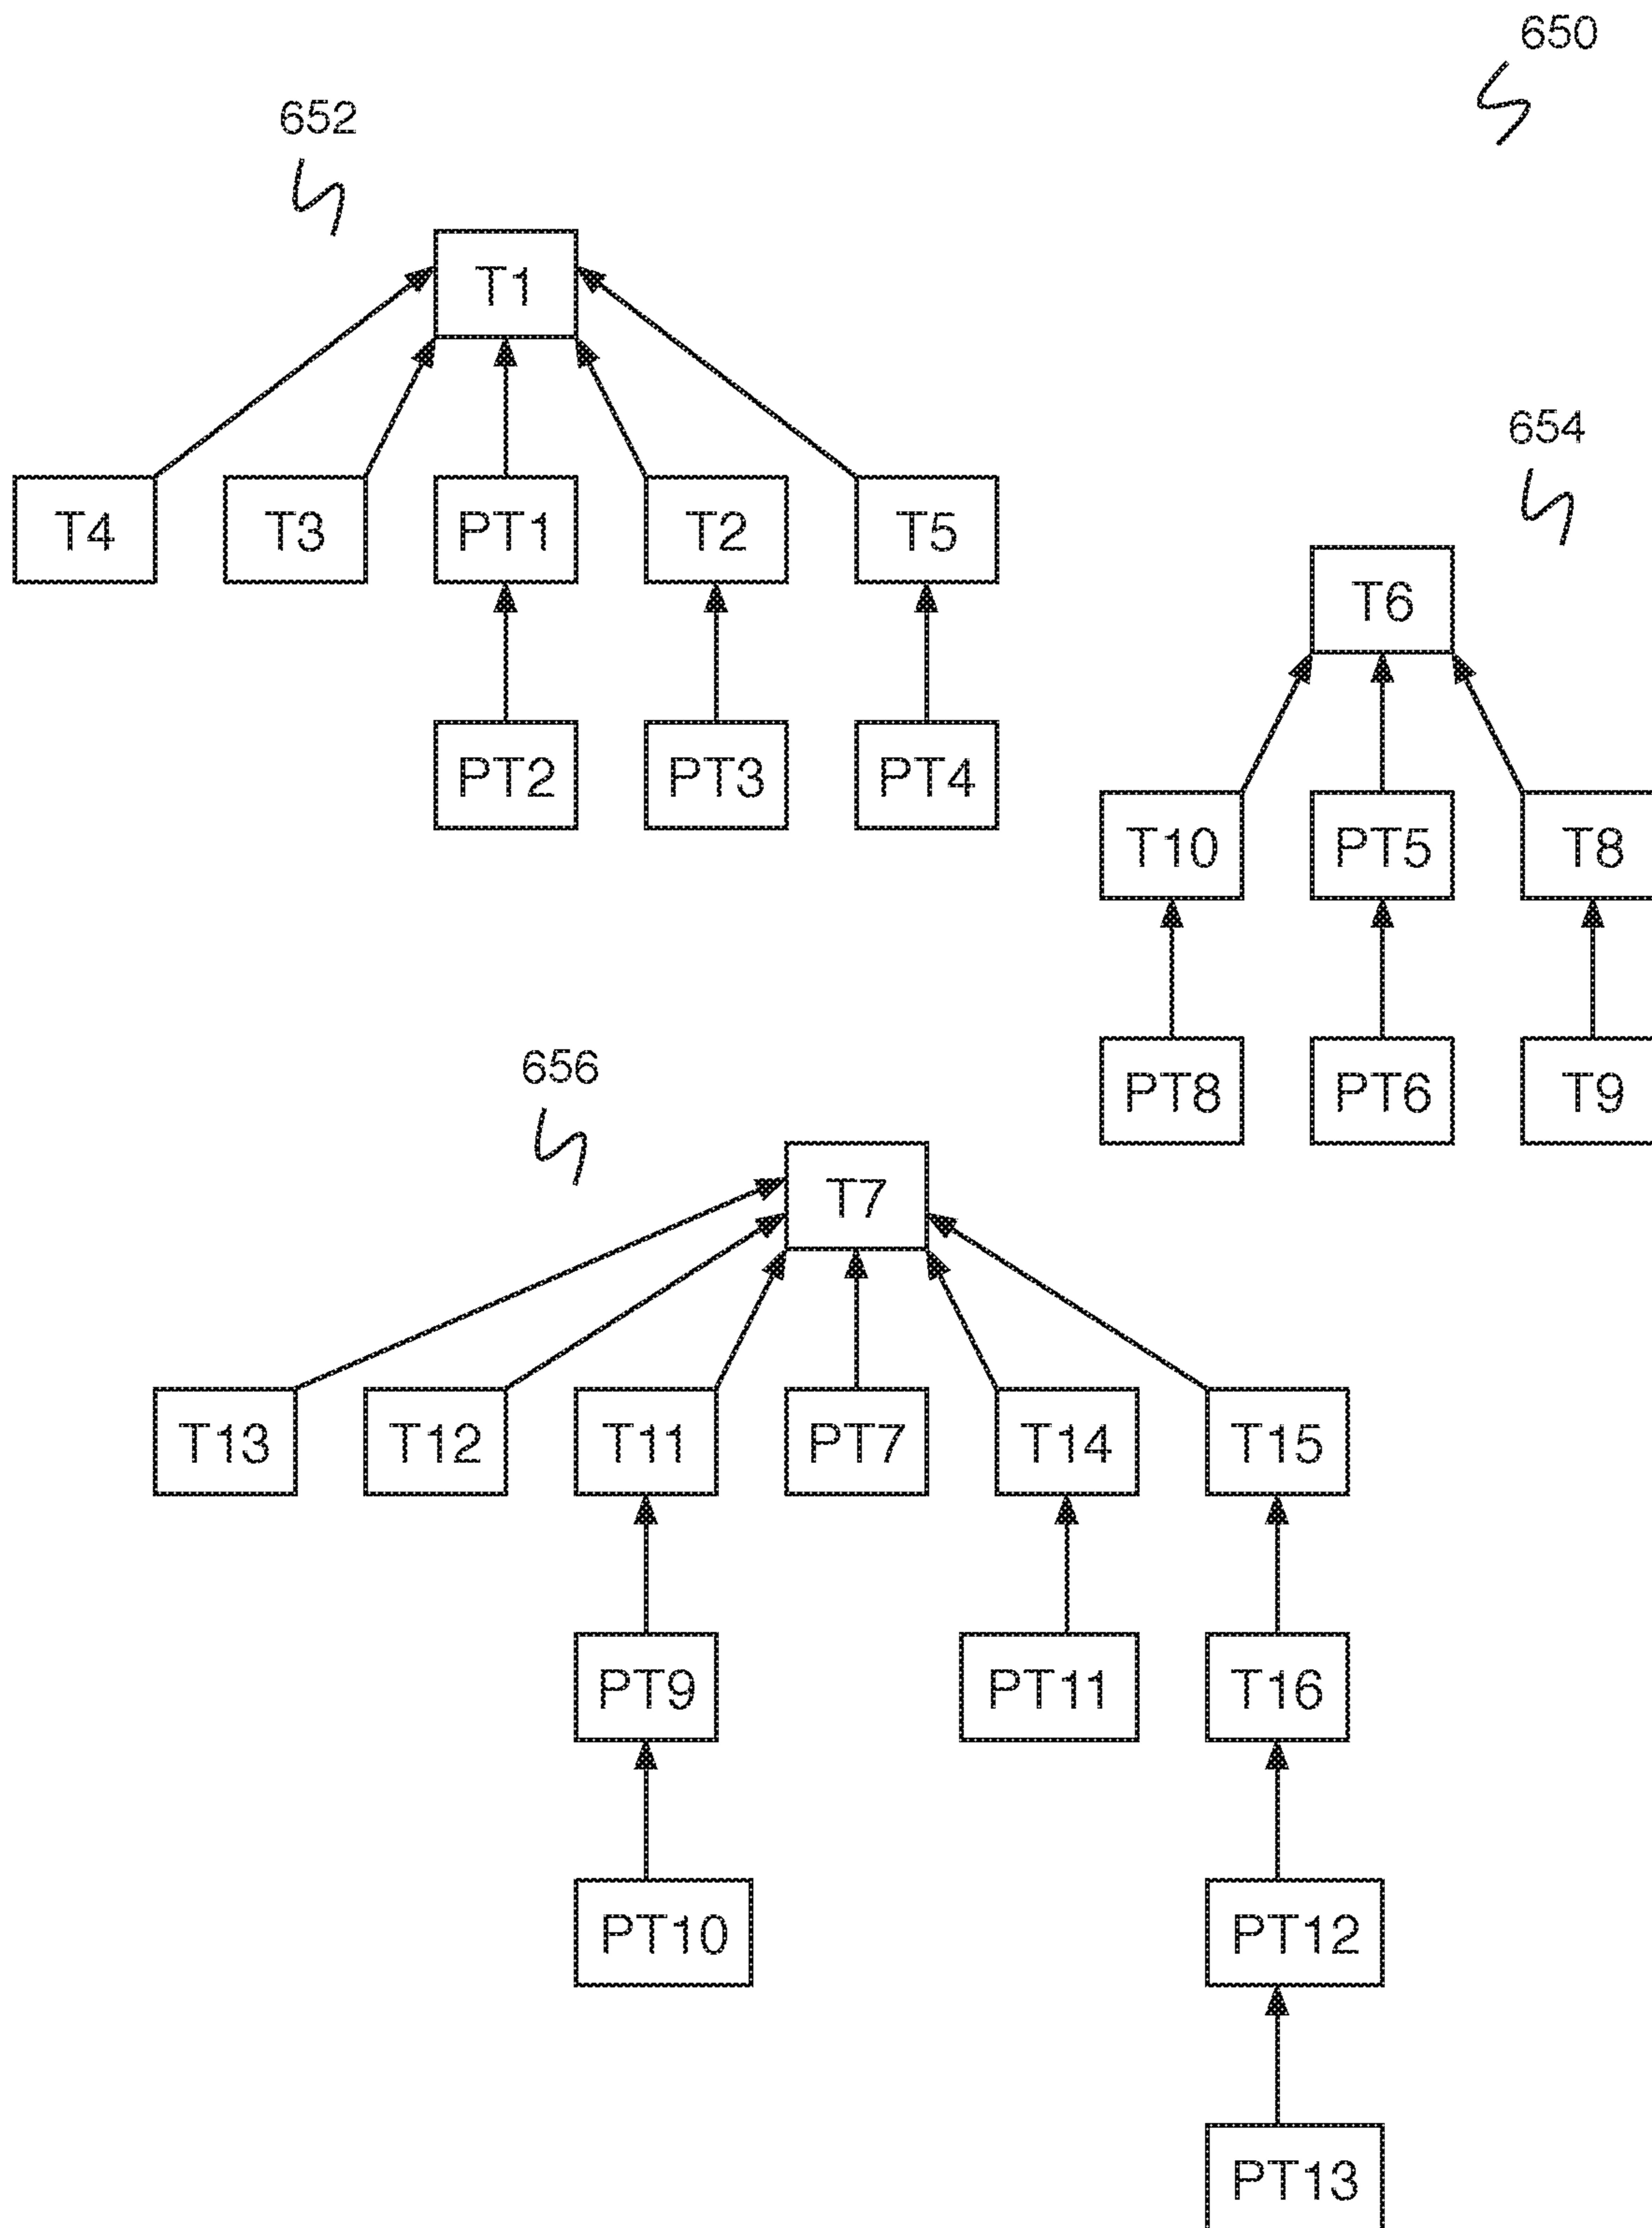 650
652
T1
654
T4 T3 PT1 T2 T5
T6
PT2 PT3 PT4
T10 PT5 T8
656
PT8 PT6 T9
T7
T13 T12 T11 PT7 T14 T15
PT9 PT11 T16
PT10 PT12
PT13